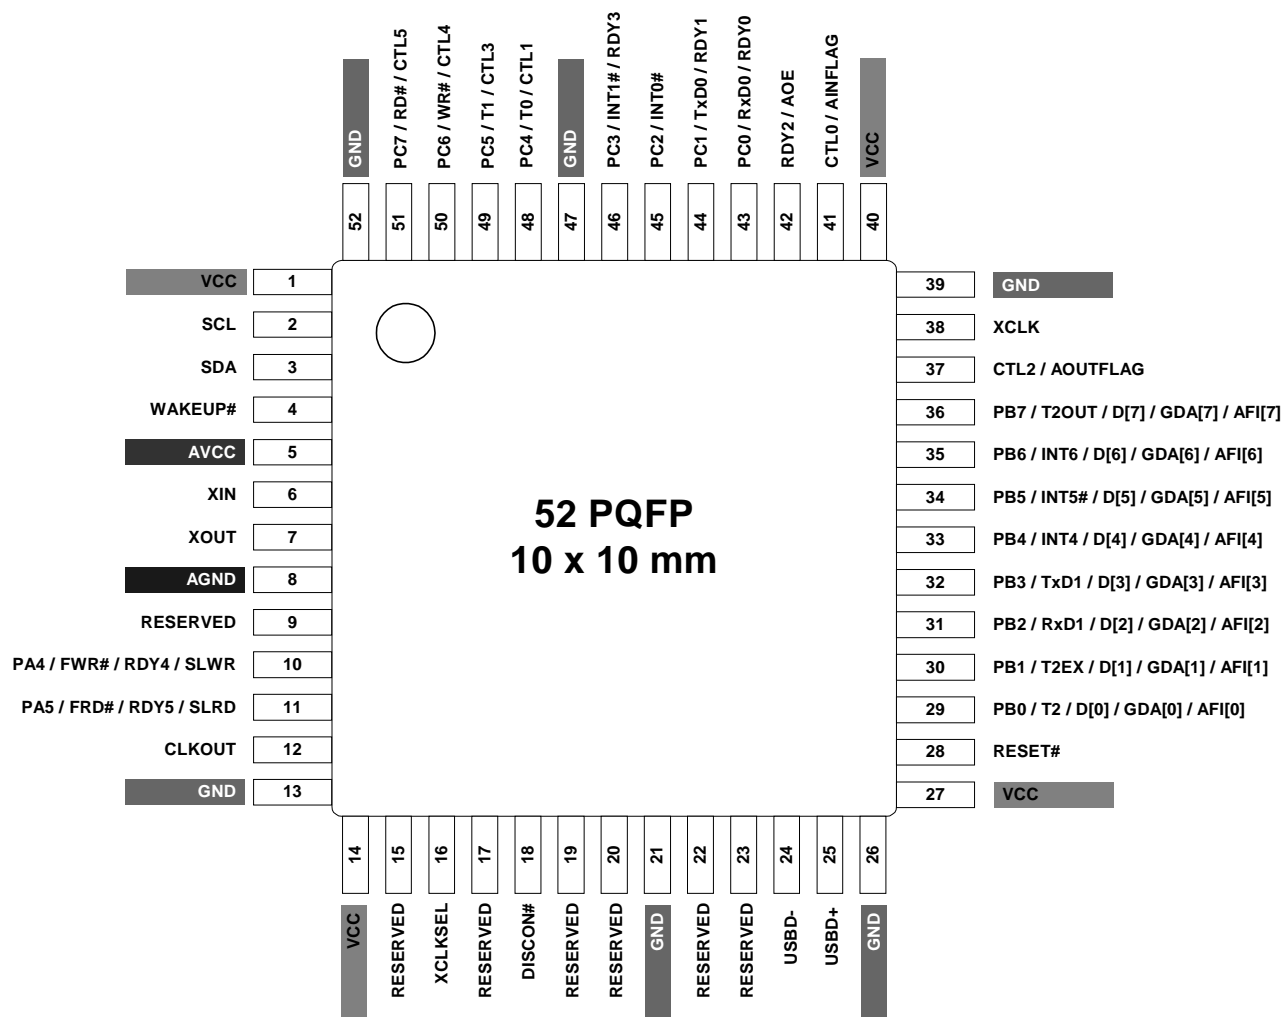 GND
PC7 / RD# / CTL5
PC6 / WR# / CTL4
PC5 / T1 / CTL3
PC4 / T0 / CTL1
GND
PC3 / INT1# / RDY3
PC2 / INT0#
PC1 / TxD0 / RDY1
PC0 / RxD0 / RDY0
RDY2 / AOE
CTL0 / AINFLAG
VCC
52
51
50
49
48
47
46
45
44
43
42
41
40
VCC 1
SCL 2
SDA 3
WAKEUP# 4
AVCC 5
XIN 6
XOUT 7
AGND 8
RESERVED 9
PA4 / FWR# / RDY4 / SLWR 10
PA5 / FRD# / RDY5 / SLRD 11
CLKOUT 12
GND 13
52 PQFP
10 x 10 mm
39 GND
38 XCLK
37 CTL2 / AOUTFLAG
36 PB7 / T2OUT / D[7] / GDA[7] / AFI[7]
35 PB6 / INT6 / D[6] / GDA[6] / AFI[6]
34 PB5 / INT5# / D[5] / GDA[5] / AFI[5]
33 PB4 / INT4 / D[4] / GDA[4] / AFI[4]
32 PB3 / TxD1 / D[3] / GDA[3] / AFI[3]
31 PB2 / RxD1 / D[2] / GDA[2] / AFI[2]
30 PB1 / T2EX / D[1] / GDA[1] / AFI[1]
29 PB0 / T2 / D[0] / GDA[0] / AFI[0]
28 RESET#
27 VCC
14
15
16
17
18
19
20
21
22
23
24
25
26
VCC
RESERVED
XCLKSEL
RESERVED
DISCON#
RESERVED
RESERVED
GND
RESERVED
RESERVED
USBD-
USBD+
GND